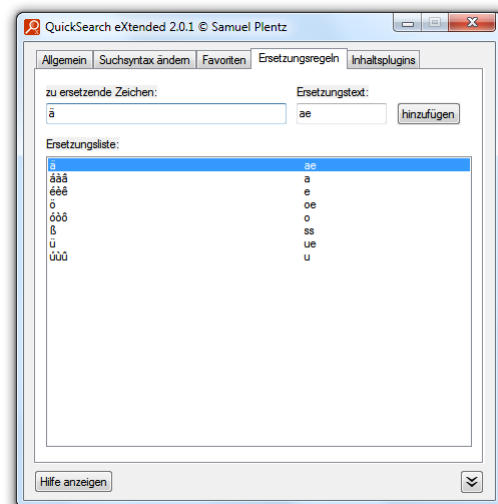 QuickSearch eXtended 2.0.1 © Samuel Plentz
Allgemein Suchsyntax ändern Favoriten Ersetzungsregeln Inhaltsplugins
zu ersetzende Zeichen: Ersetzungstext:
ä ae hinzufügen
Ersetzungsliste:
ä ae
áàâ a
éèê e
ö oe
óòô o
ß ss
ü ue
úùû u
Hilfe anzeigen